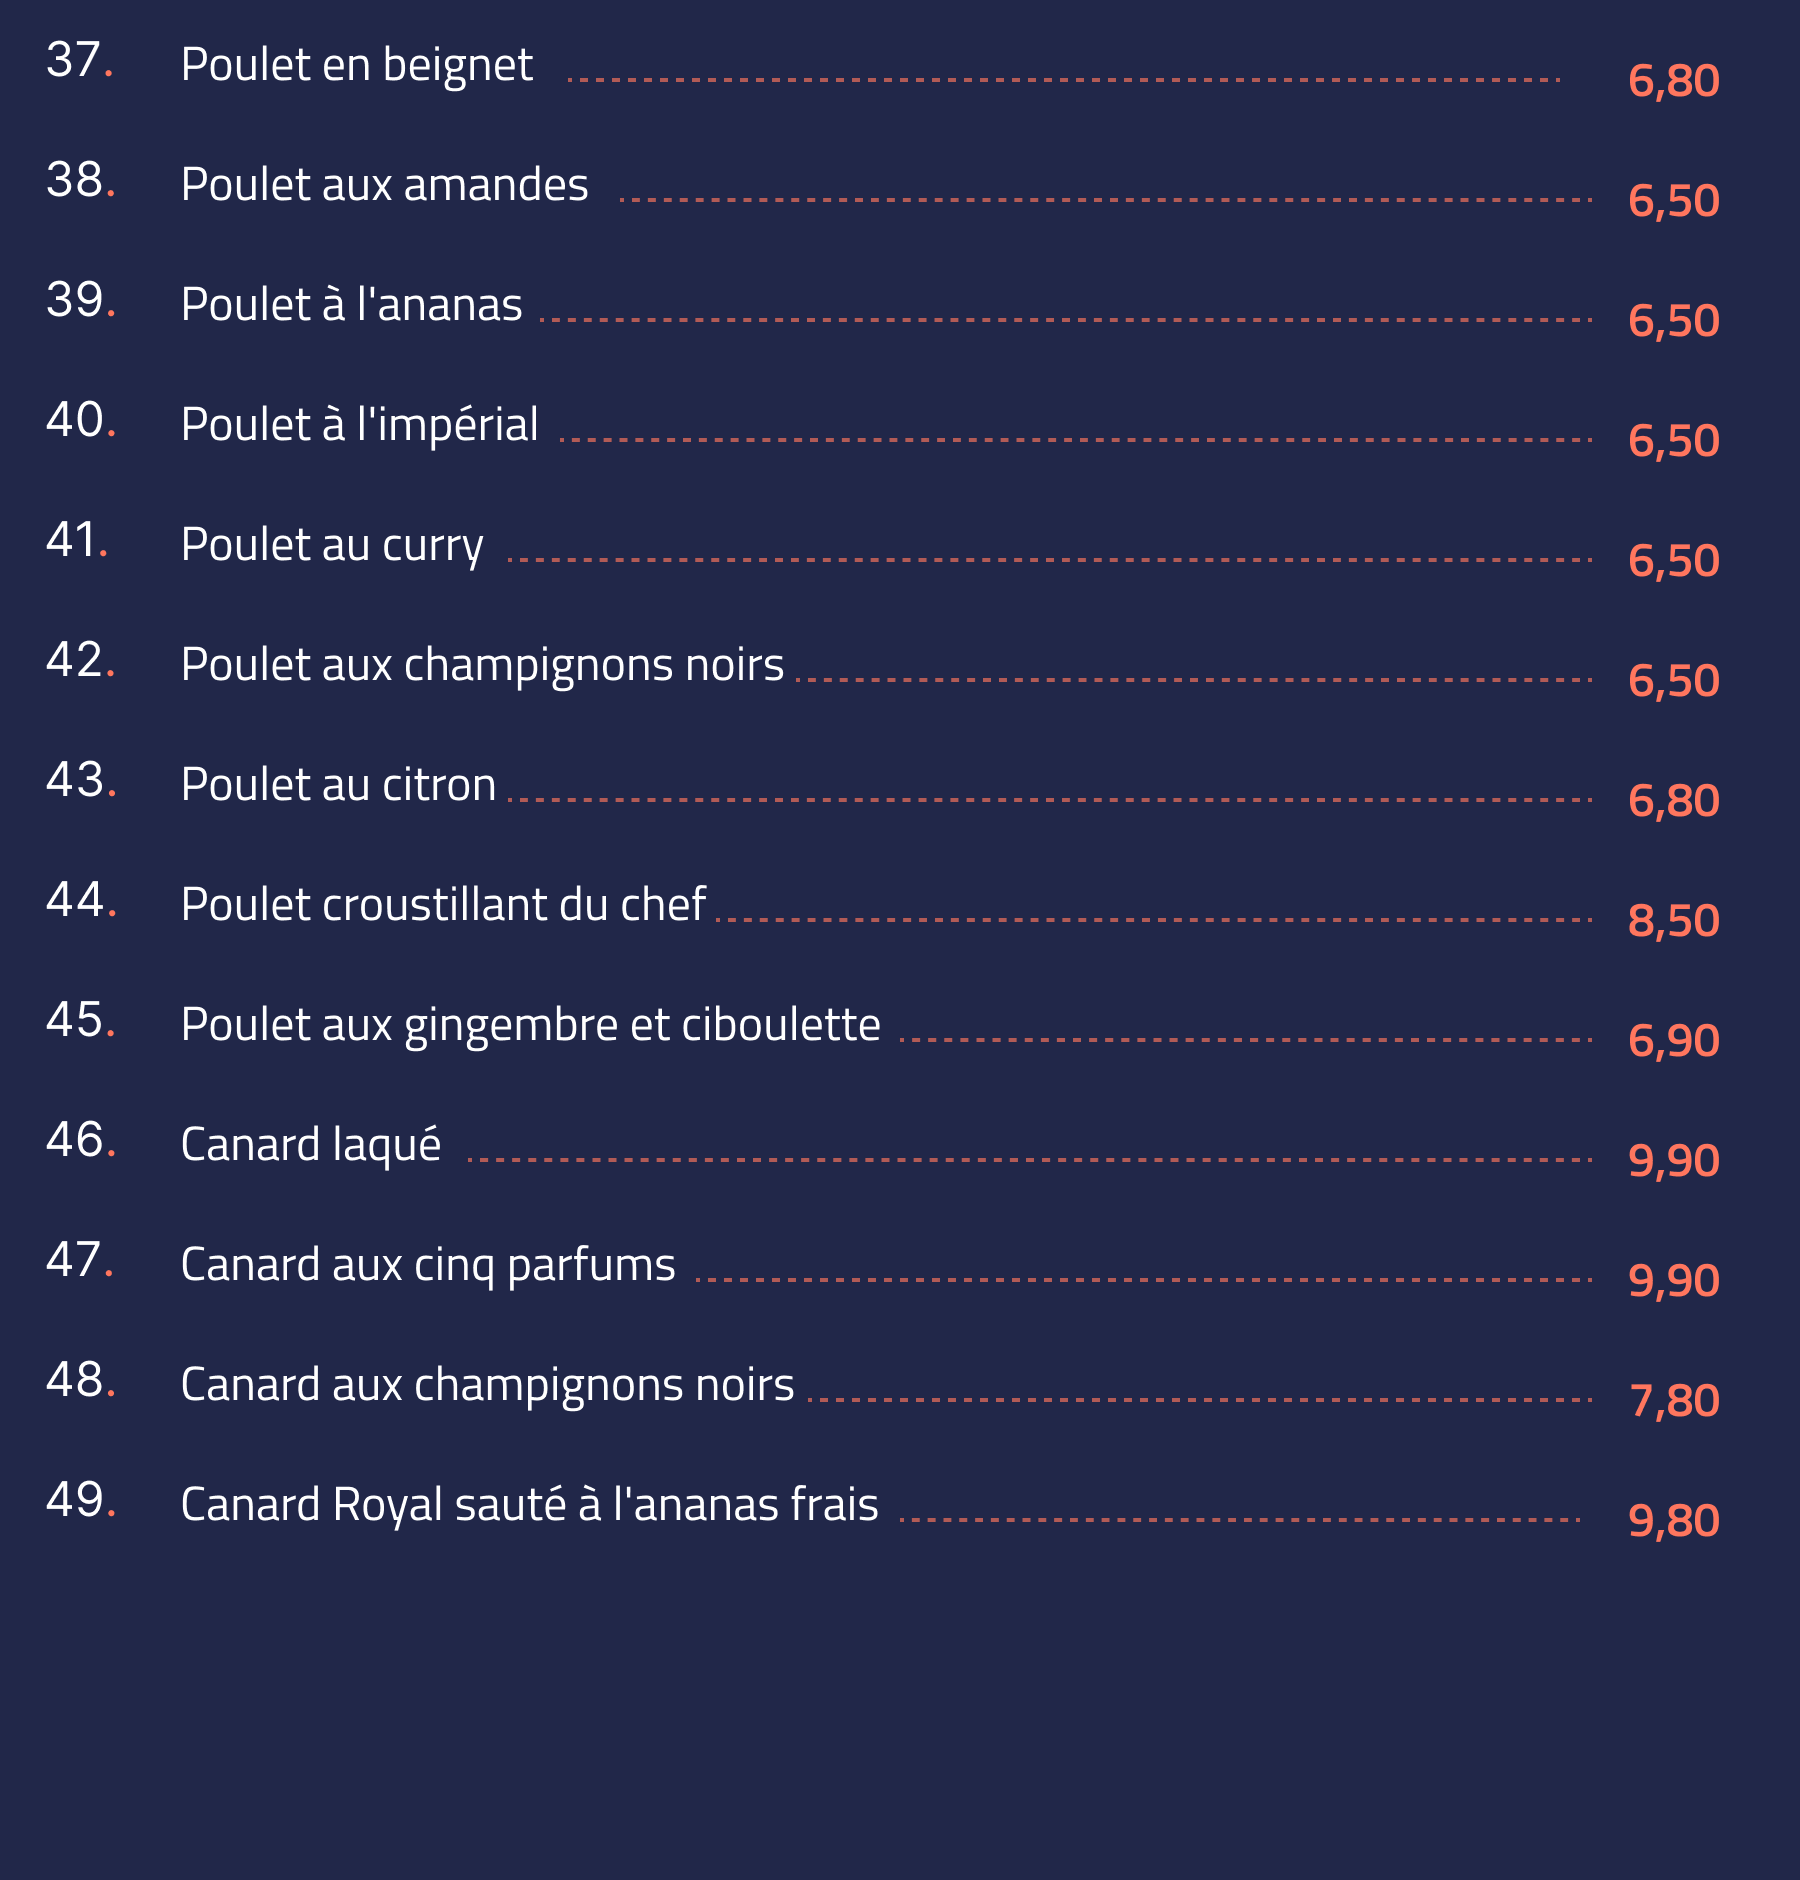 37. Poulet en beignet 6,80
38. Poulet aux amandes 6,50
39. Poulet à l'ananas 6,50
40. Poulet à l'impérial 6,50
41. Poulet au curry 6,50
42. Poulet aux champignons noirs 6,50
43. Poulet au citron 6,80
44. Poulet croustillant du chef 8,50
45. Poulet aux gingembre et ciboulette 6,90
46. Canard laqué 9,90
47. Canard aux cinq parfums 9,90
48. Canard aux champignons noirs 7,80
49. Canard Royal sauté à l'ananas frais 9,80